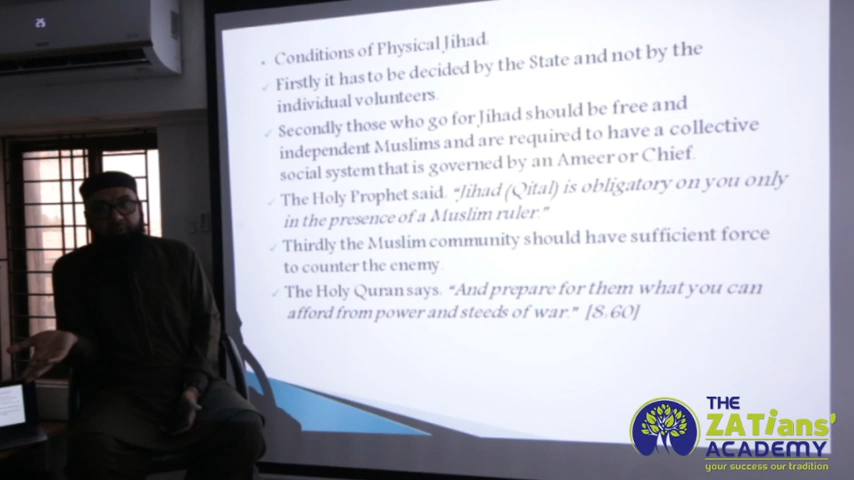 Conditions of Physical Jihad.
Firstly it has to be decided by the State and not by the
individual volunteers.
Secondly those who go for Jihad should be free and
independent Muslims and are required to have a collective
social system that is governed by an Ameer or Chief.
The Holy Prophet said. “Jihad (Qital) is obligatory on you only
in the presence of a Muslim ruler.”
Thirdly the Muslim community should have sufficient force
to counter the enemy.
The Holy Quran says. “And prepare for them what you can
afford from power and steeds of war.” [8:60]
THE
ZATians'
ACADEMY
your success our tradition